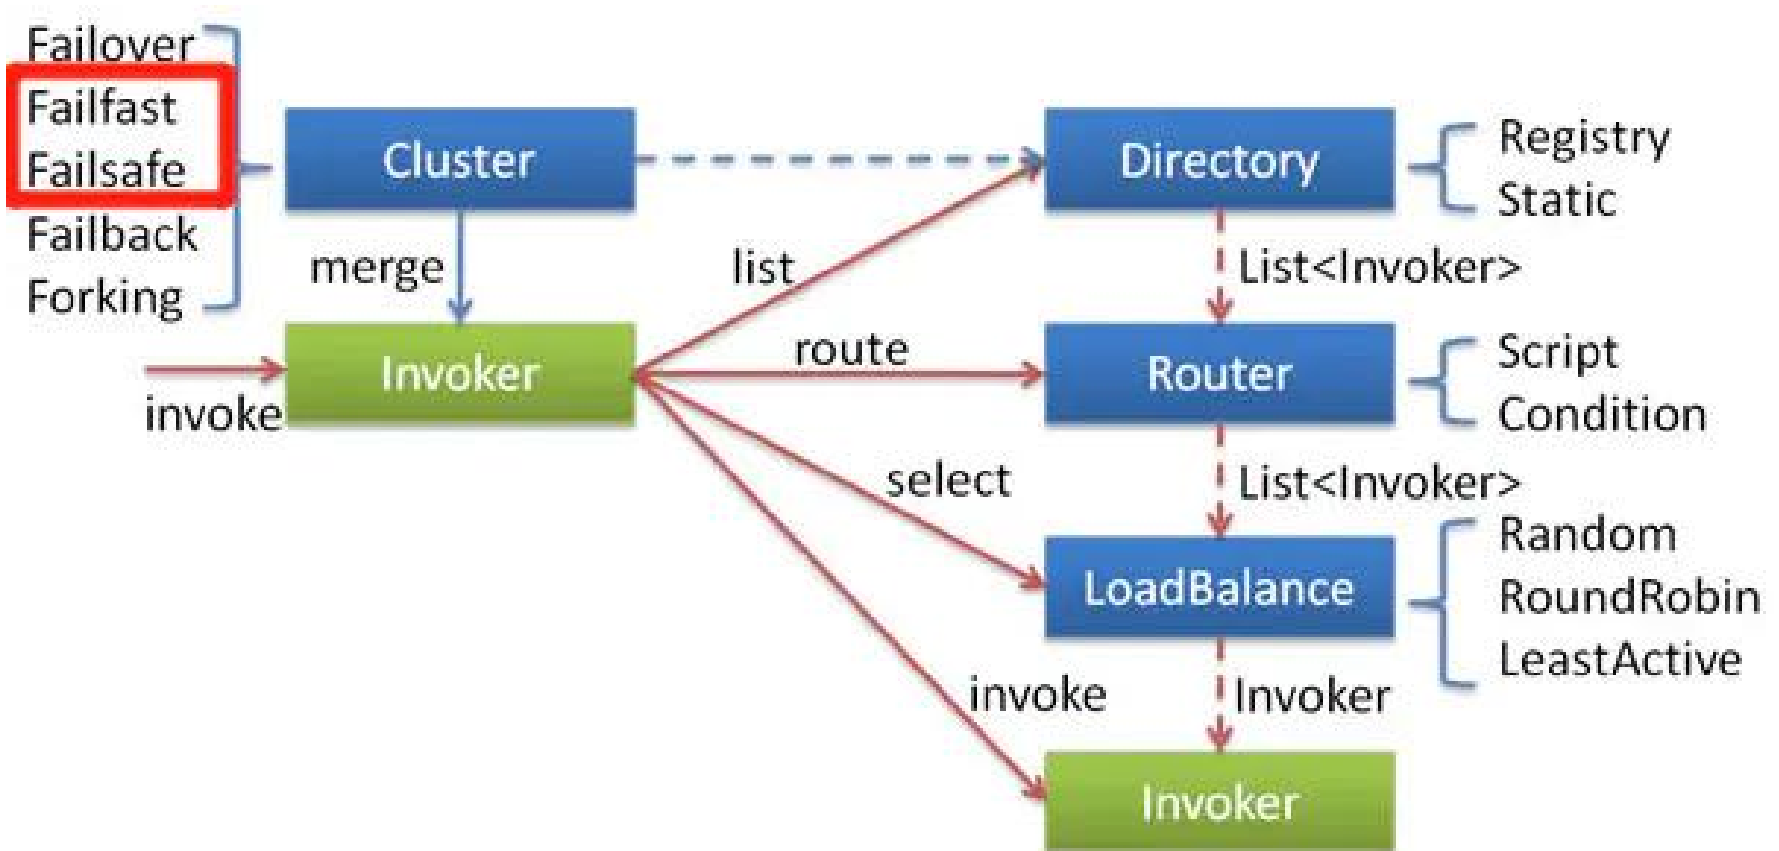 Failover
Failfast
Failsafe
Failback
Forking
Cluster
Directory
Registry
Static
merge
list
List<Invoker>
invoke
Invoker
route
Router
Script
Condition
select
List<Invoker>
LoadBalance
Random
RoundRobin
LeastActive
invoke
Invoker
Invoker